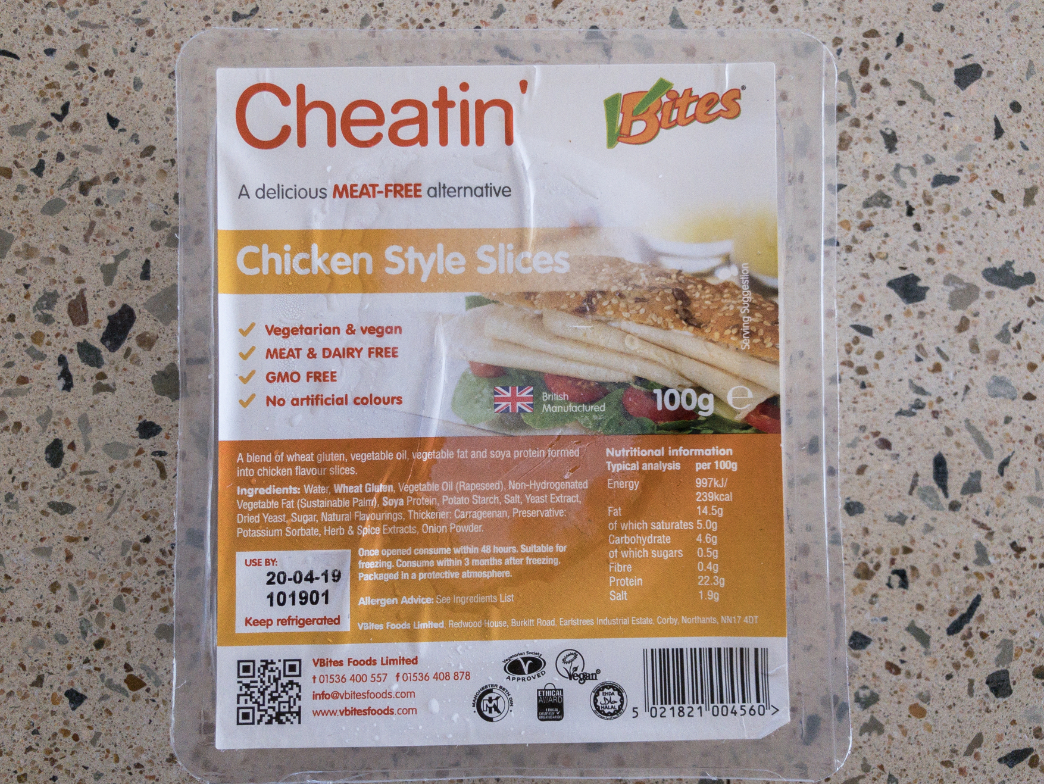 Cheatin'
VBites®
A delicious MEAT-FREE alternative
Chicken Style Slices
Serving Suggestion
Vegetarian & vegan
MEAT & DAIRY FREE
GMO FREE
No artificial colours
British
Manufactured
100g ℮
A blend of wheat gluten, vegetable oil, vegetable fat and soya protein formed
into chicken flavour slices.
Ingredients: Water, Wheat Gluten, Vegetable Oil (Rapeseed), Non-Hydrogenated
Vegetable Fat (Sustainable Palm), Soya Protein, Potato Starch, Salt, Yeast Extract,
Dried Yeast, Sugar, Natural Flavourings, Thickener: Carrageenan, Preservative:
Potassium Sorbate, Herb & Spice Extracts, Onion Powder.
Nutritional information
Typical analysis per 100g
Energy 997kJ/
239kcal
Fat 14.5g
of which saturates 5.0g
Carbohydrate 4.6g
of which sugars 0.5g
Fibre 0.4g
Protein 22.3g
Salt 1.9g
USE BY:
20-04-19
101901
Keep refrigerated
Once opened consume within 48 hours. Suitable for
freezing. Consume within 3 months after freezing.
Packaged in a protective atmosphere.
Allergen Advice: See Ingredients List
VBites Foods Limited, Redwood House, Burkitt Road, Earlstrees Industrial Estate, Corby, Northants, NN17 4DT
VBites Foods Limited
t 01536 400 557 f 01536 408 878
info@vbitesfoods.com
www.vbitesfoods.com
Vegetarian Society
APPROVED
Vegan
MANCHESTER BETH DIN
ETHICAL
AWARD
HALAL
5 021821 004560 >